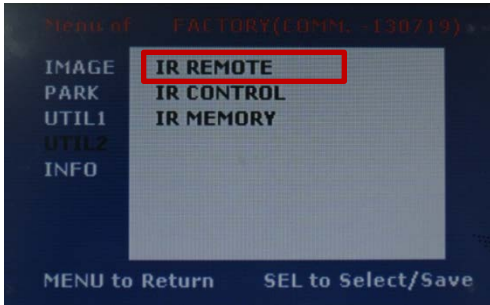 Menu of FACTORY(COMM. -130719)
IMAGE IR REMOTE
PARK IR CONTROL
UTIL1 IR MEMORY
UTIL2
INFO
MENU to Return SEL to Select/Save